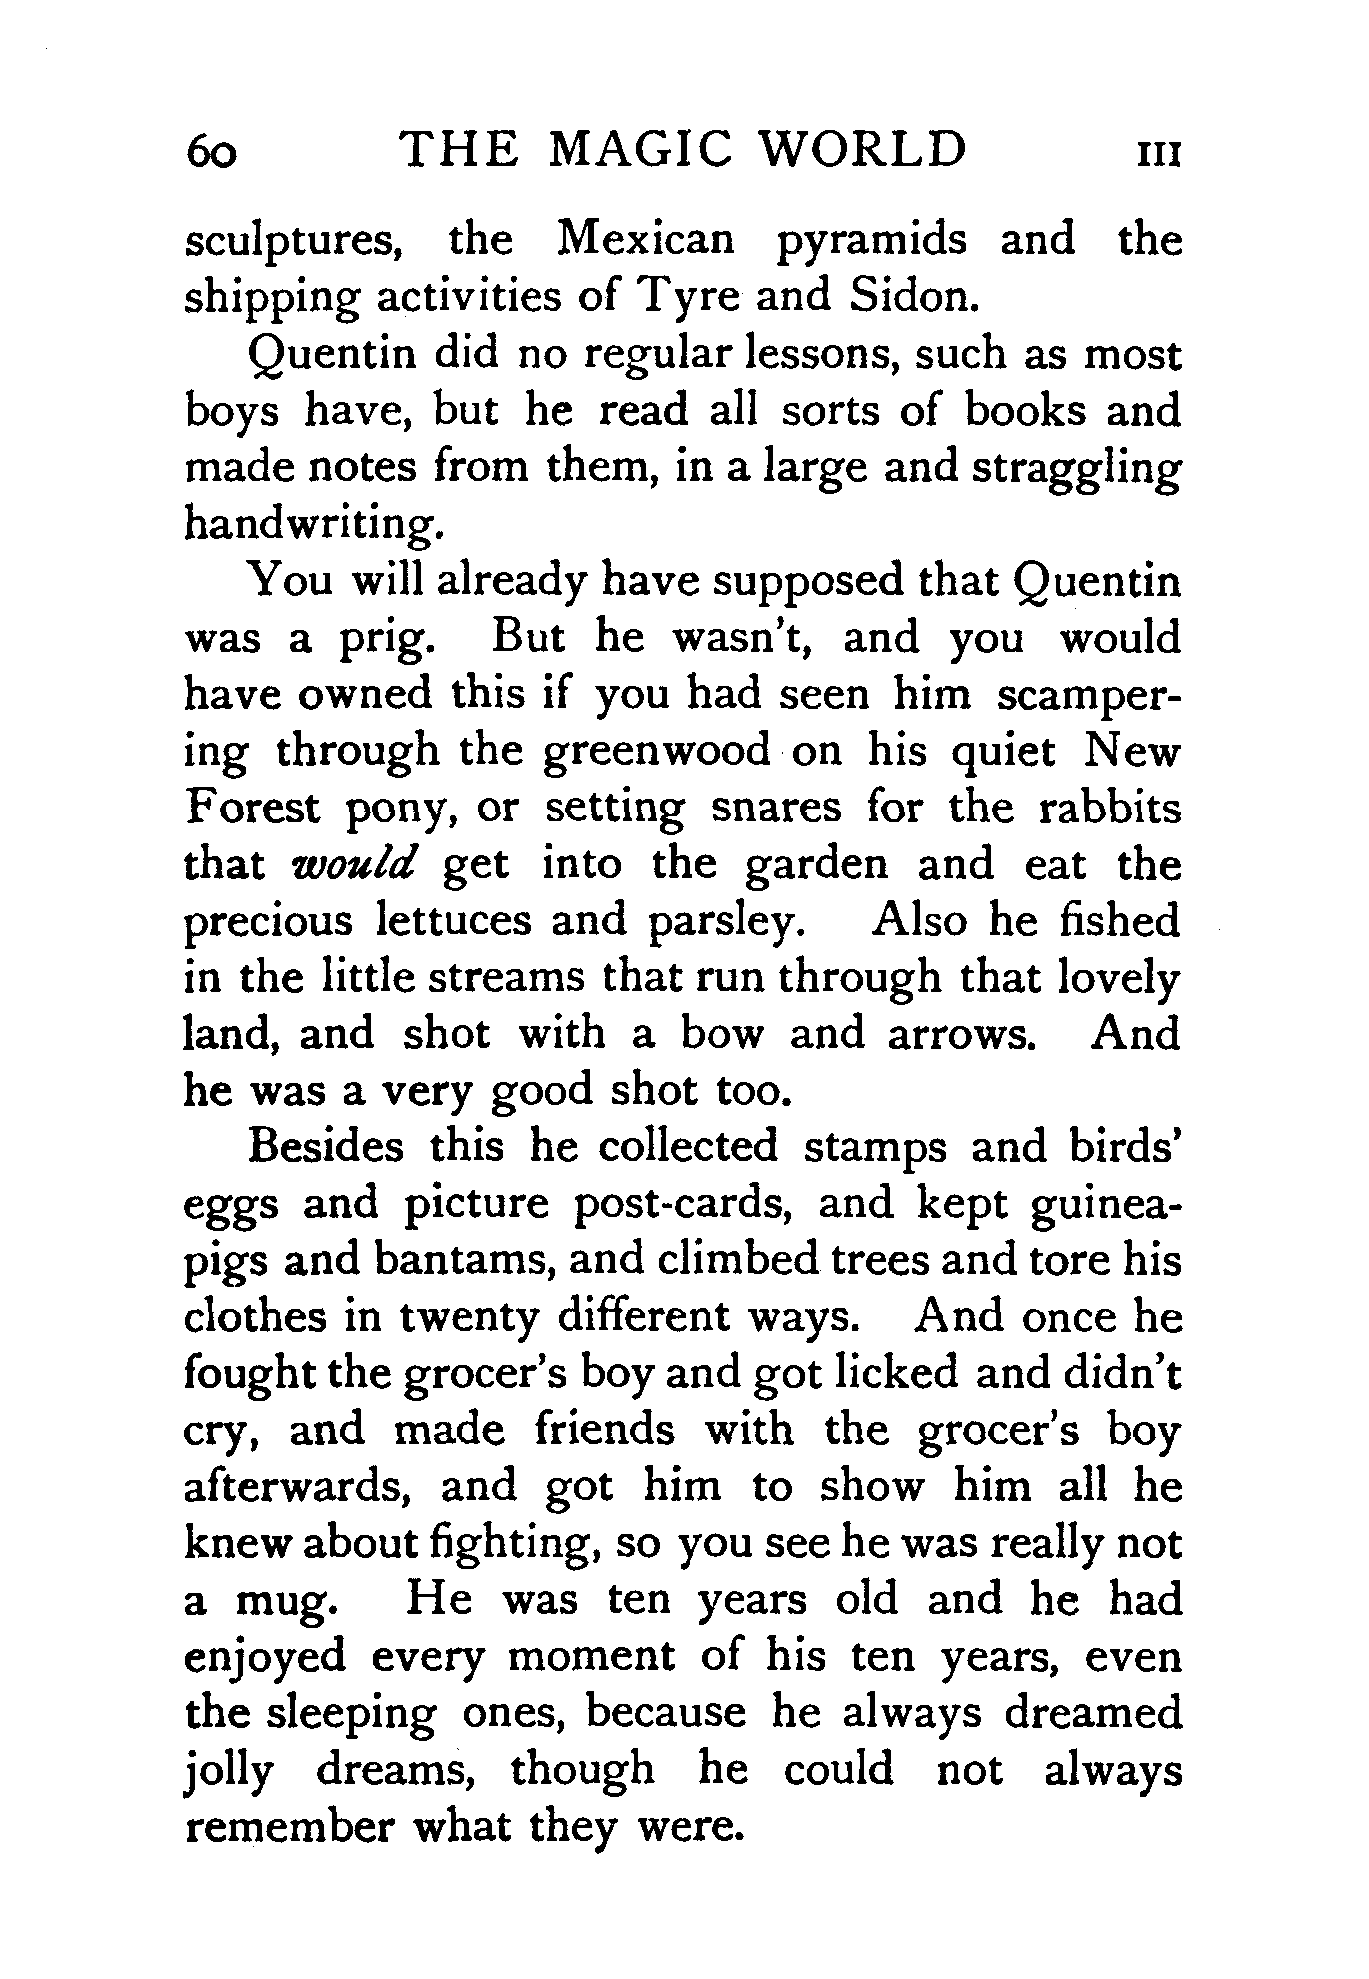 60 THE MAGIC WORLD III
sculptures, the Mexican pyramids and the
shipping activities of Tyre and Sidon.
Quentin did no regular lessons, such as most
boys have, but he read all sorts of books and
made notes from them, in a large and straggling
handwriting.
You will already have supposed that Quentin
was a prig. But he wasn't, and you would
have owned this if you had seen him scamper-
ing through the greenwood on his quiet New
Forest pony, or setting snares for the rabbits
that would get into the garden and eat the
precious lettuces and parsley. Also he fished
in the little streams that run through that lovely
land, and shot with a bow and arrows. And
he was a very good shot too.
Besides this he collected stamps and birds'
eggs and picture post-cards, and kept guinea-
pigs and bantams, and climbed trees and tore his
clothes in twenty different ways. And once he
fought the grocer's boy and got licked and didn't
cry, and made friends with the grocer's boy
afterwards, and got him to show him all he
knew about fighting, so you see he was really not
a mug. He was ten years old and he had
enjoyed every moment of his ten years, even
the sleeping ones, because he always dreamed
jolly dreams, though he could not always
remember what they were.